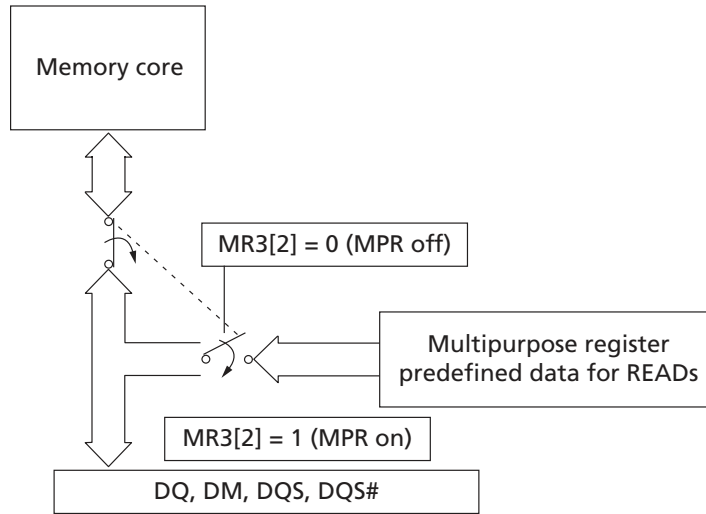 Memory core
MR3[2] = 0 (MPR off)
Multipurpose register
predefined data for READs
MR3[2] = 1 (MPR on)
DQ, DM, DQS, DQS#